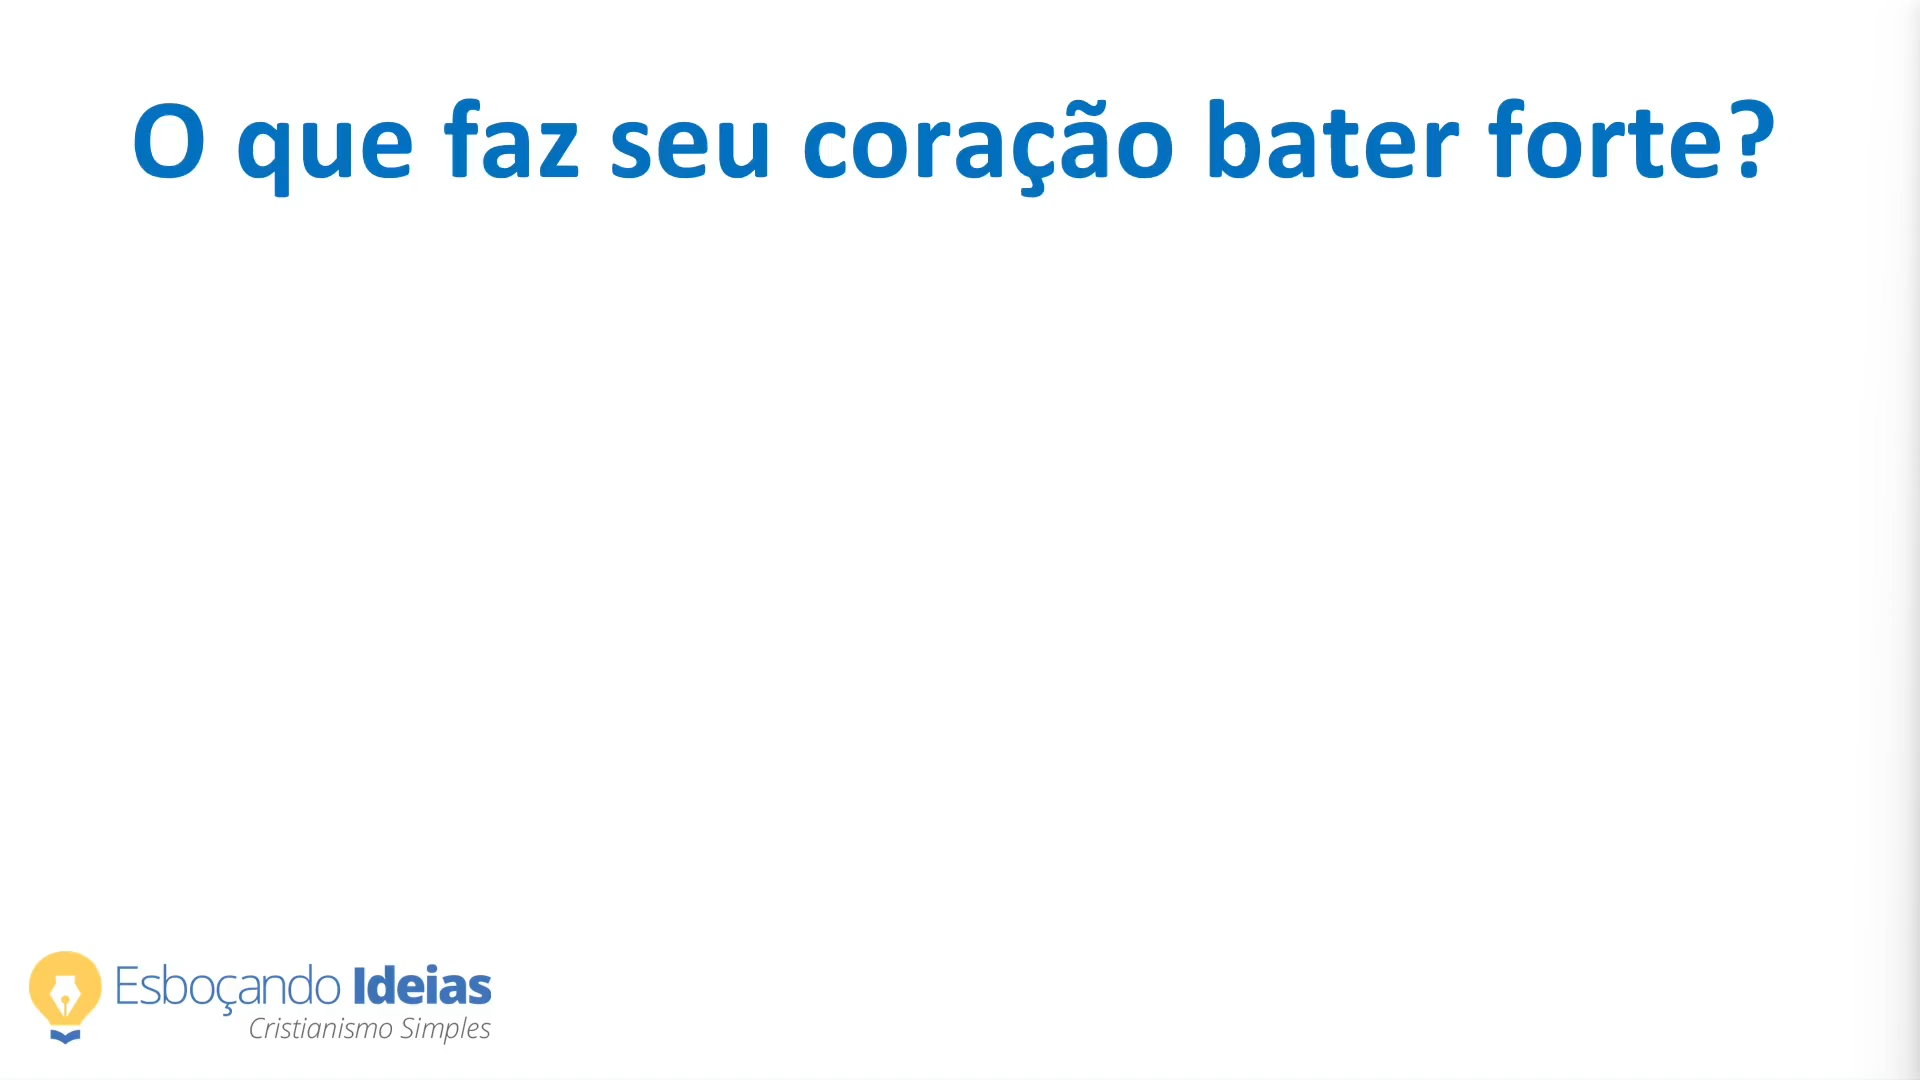 O que faz seu coração bater forte?
Esboçando Ideias
Cristianismo Simples